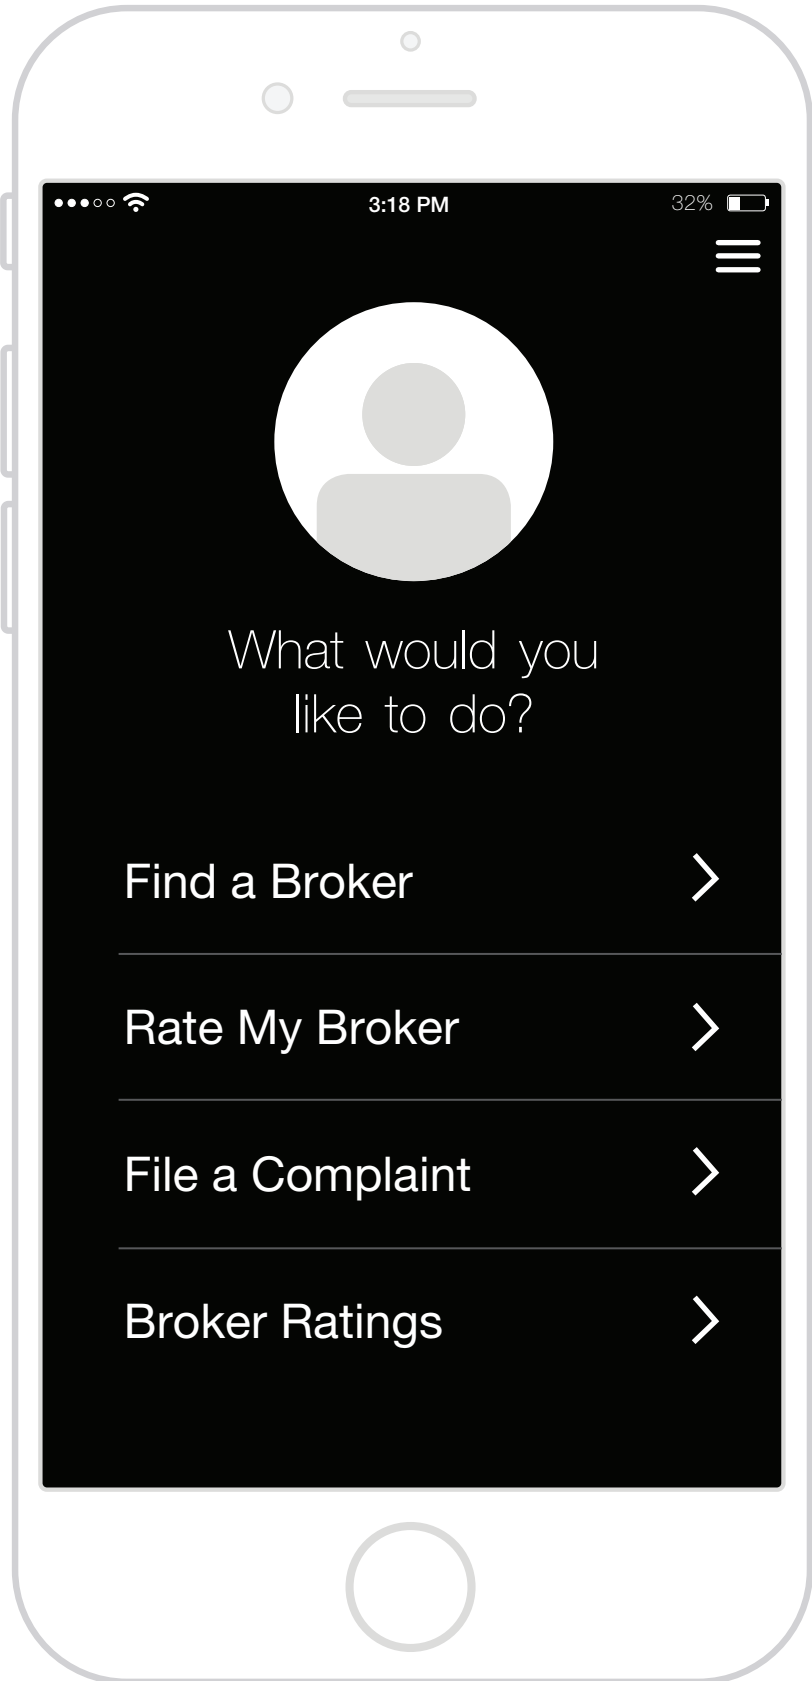 3:18 PM
32%
What would you
like to do?
Find a Broker
Rate My Broker
File a Complaint
Broker Ratings